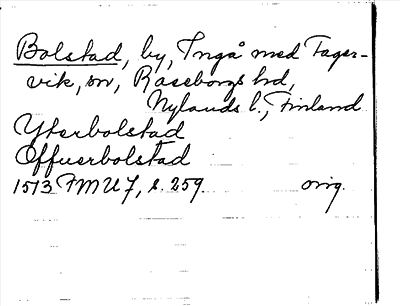 Bolstad, by, Ingå med Fager-
vik, sn, Raseborgs hd,
Nylands l., Finland
Ytterbolstad
Offuerbolstad
1513 FMU 7, s. 259. orig.